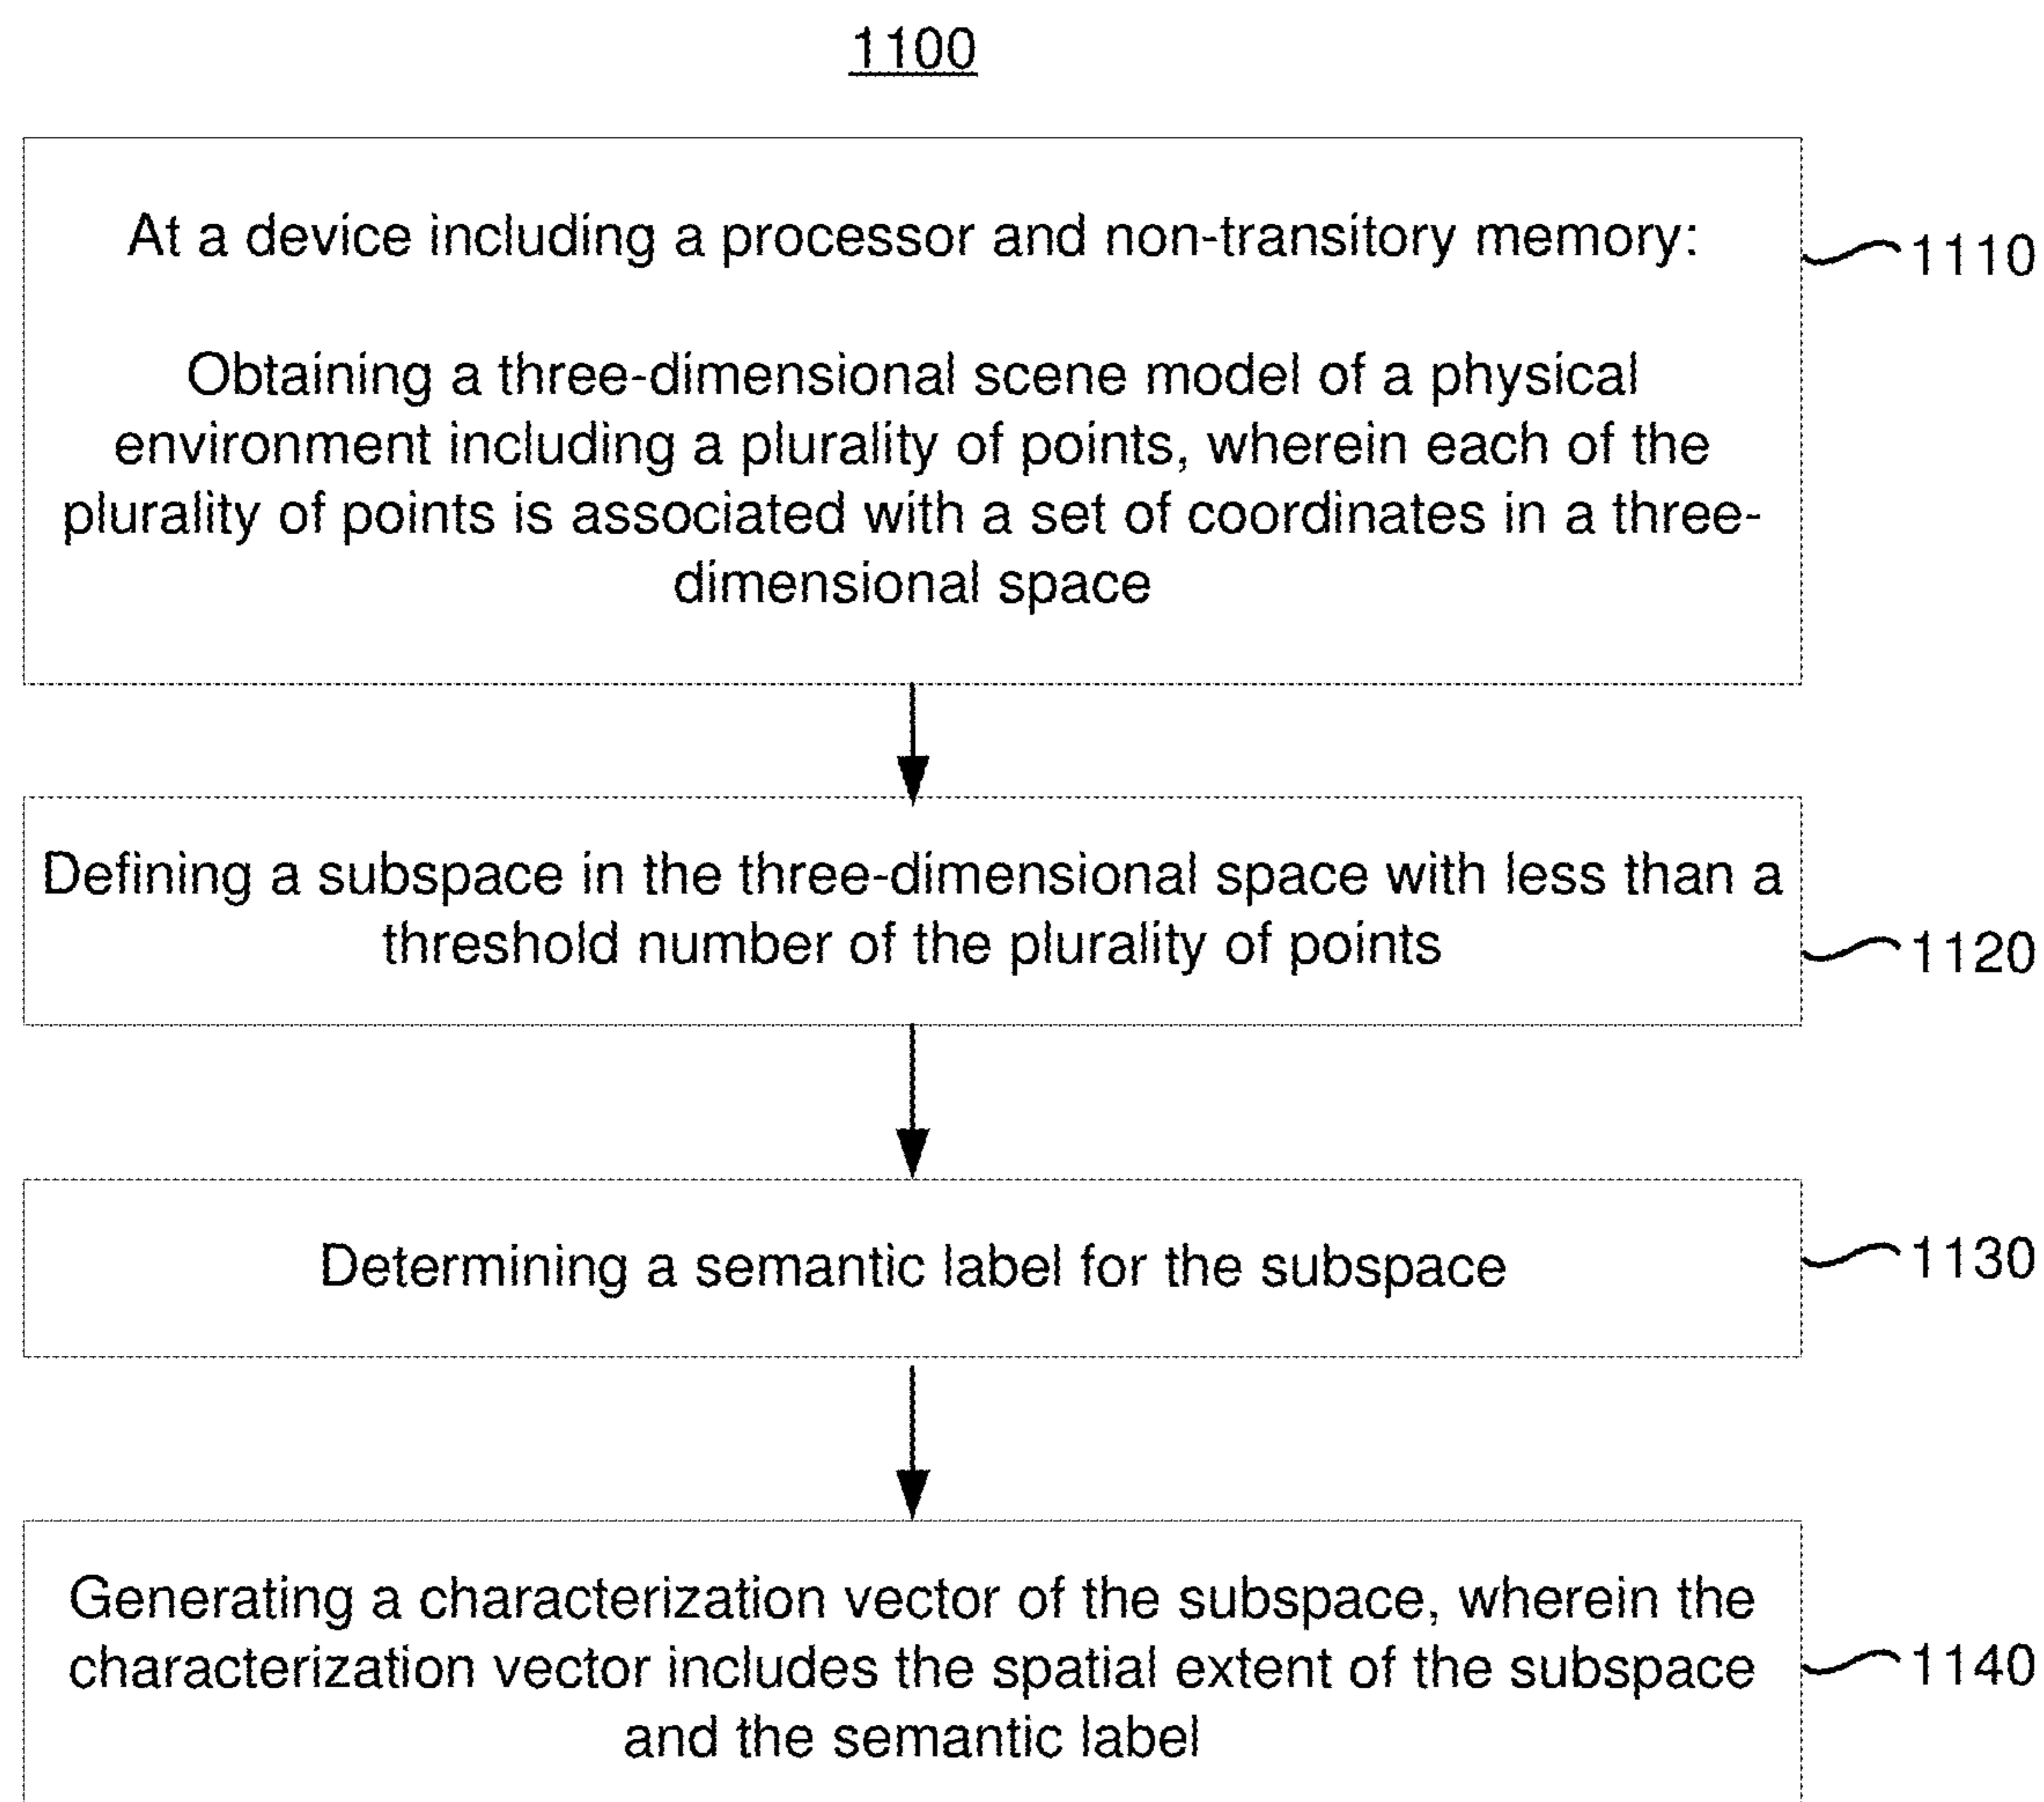 1100
At a device including a processor and non-transitory memory:
1110
Obtaining a three-dimensional scene model of a physical
environment including a plurality of points, wherein each of the
plurality of points is associated with a set of coordinates in a three-
dimensional space
Defining a subspace in the three-dimensional space with less than a
threshold number of the plurality of points
1120
Determining a semantic label for the subspace
1130
Generating a characterization vector of the subspace, wherein the
characterization vector includes the spatial extent of the subspace
and the semantic label
1140